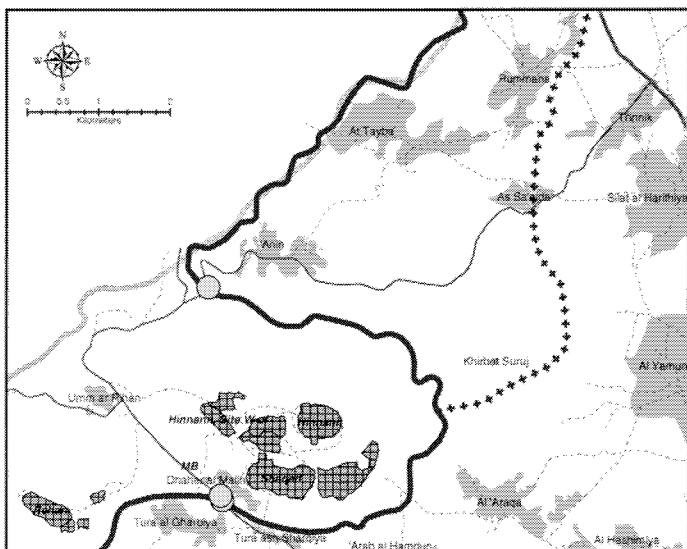 N
W E
S
0 0.5 1 2
Kilometers
Rummana
At Tayba
Ti'innik
As Sa'aida
Silat al Harithiya
'Anin
Khirbat Suruj
Al Yamun
Umm ar Rihan
Hinnanit
MB
Dhaher al
Shaqed
Al 'Araqa
Tura al Gharbiya
Tura ash Sharqiya
'Arab al Hamdun
Al Hashimiya